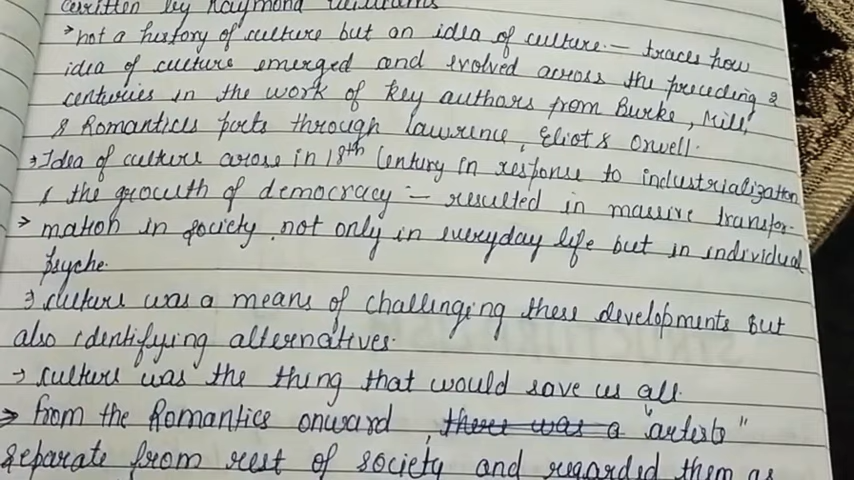 written by Raymond Williams
→ not a history of culture but an idea of culture. — traces how
idea of culture emerged and evolved across the preceding 2
centuries in the work of key authors from Burke, Mill,
& Romantics poets through Lawrence, Eliot & Orwell.
→ Idea of culture arose in 18th Century in response to industrialization
& the growth of democracy :- resulted in massive transfor-
→ mation in society, not only in everyday life but in individual
psyche.
→ culture was a means of challenging these developments but
also identifying alternatives.
→ culture was the thing that would save us all.
→ from the Romantics onward, there was a "artists"
separate from rest of society and regarded them as